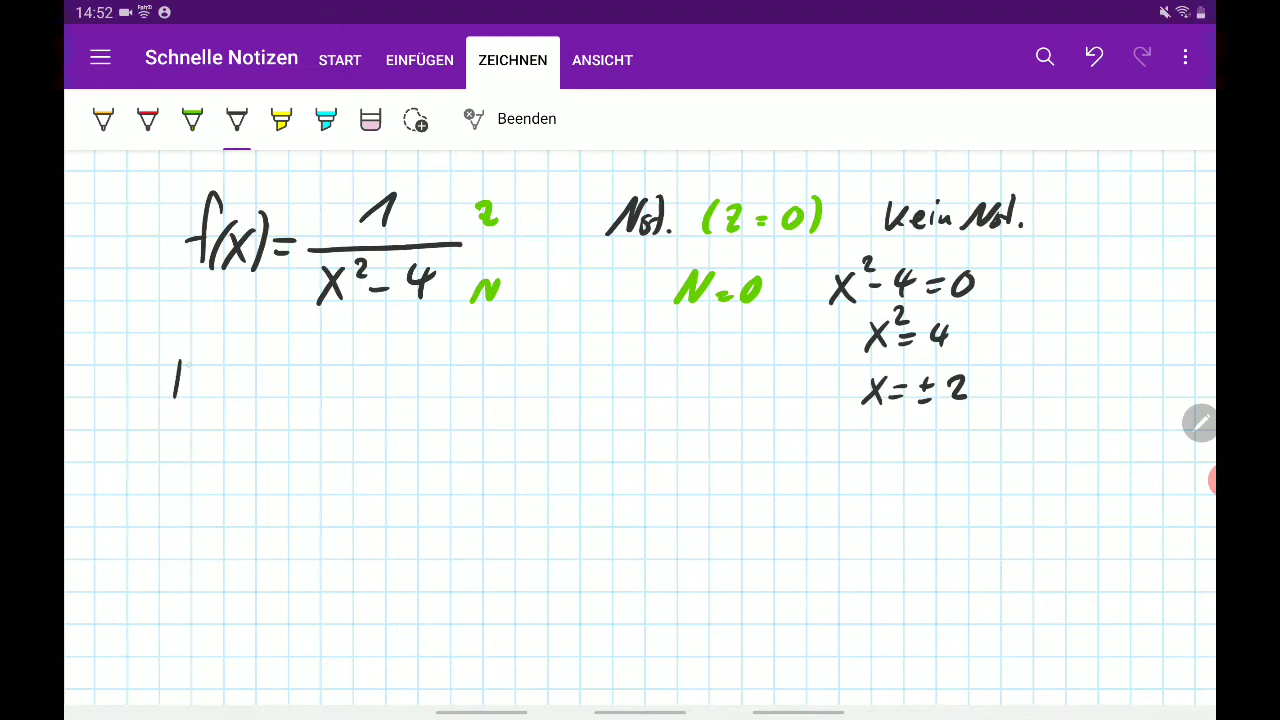 14:52
Schnelle Notizen START EINFÜGEN ZEICHNEN ANSICHT
Beenden
f(x) = 1 / (x² - 4) Z N
Nst. (Z = 0) kein Nst.
N = 0 x² - 4 = 0
x² = 4
x = ± 2